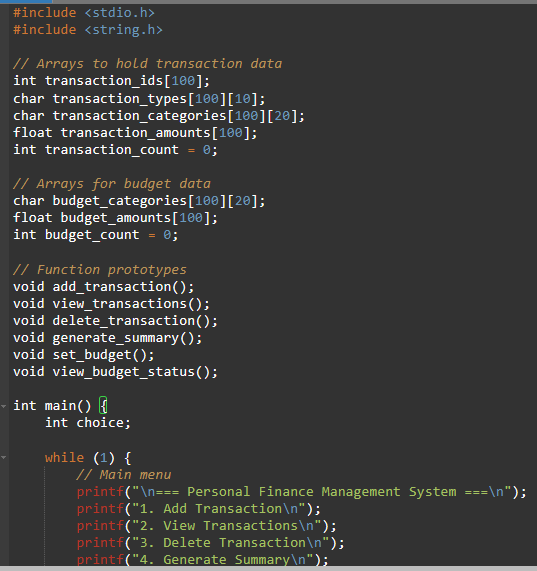 #include <stdio.h>
#include <string.h>

// Arrays to hold transaction data
int transaction_ids[100];
char transaction_types[100][10];
char transaction_categories[100][20];
float transaction_amounts[100];
int transaction_count = 0;

// Arrays for budget data
char budget_categories[100][20];
float budget_amounts[100];
int budget_count = 0;

// Function prototypes
void add_transaction();
void view_transactions();
void delete_transaction();
void generate_summary();
void set_budget();
void view_budget_status();

int main() {
    int choice;

    while (1) {
        // Main menu
        printf("\n=== Personal Finance Management System ===\n");
        printf("1. Add Transaction\n");
        printf("2. View Transactions\n");
        printf("3. Delete Transaction\n");
        printf("4. Generate Summary\n");